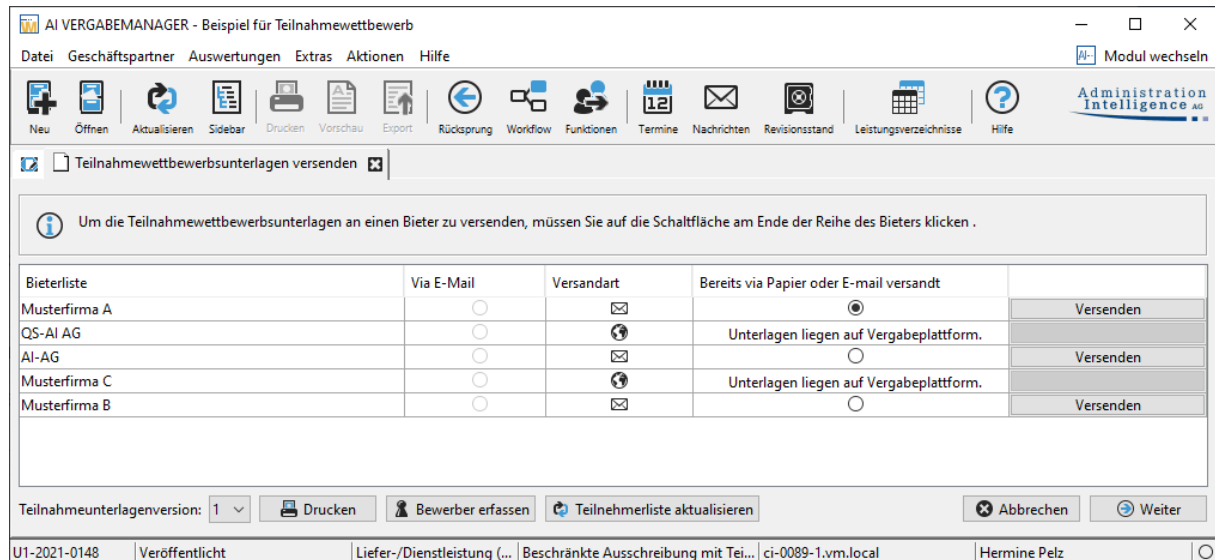 AI VERGABEMANAGER - Beispiel für Teilnahmewettbewerb
Datei Geschäftspartner Auswertungen Extras Aktionen Hilfe AI- Modul wechseln
12
Neu Öffnen Aktualisieren Sidebar Drucken Vorschau Export Rücksprung Workflow Funktionen Termine Nachrichten Revisionsstand Leistungsverzeichnisse Hilfe
Administration
Intelligence AG
Teilnahmewettbewerbsunterlagen versenden
Um die Teilnahmewettbewerbsunterlagen an einen Bieter zu versenden, müssen Sie auf die Schaltfläche am Ende der Reihe des Bieters klicken .
Bieterliste Via E-Mail Versandart Bereits via Papier oder E-mail versandt
Musterfirma A Versenden
QS-AI AG Unterlagen liegen auf Vergabeplattform.
AI-AG Versenden
Musterfirma C Unterlagen liegen auf Vergabeplattform.
Musterfirma B Versenden
Teilnahmeunterlagenversion: 1 Drucken Bewerber erfassen Teilnehmerliste aktualisieren Abbrechen Weiter
U1-2021-0148 Veröffentlicht Liefer-/Dienstleistung (... Beschränkte Ausschreibung mit Tei... ci-0089-1.vm.local Hermine Pelz